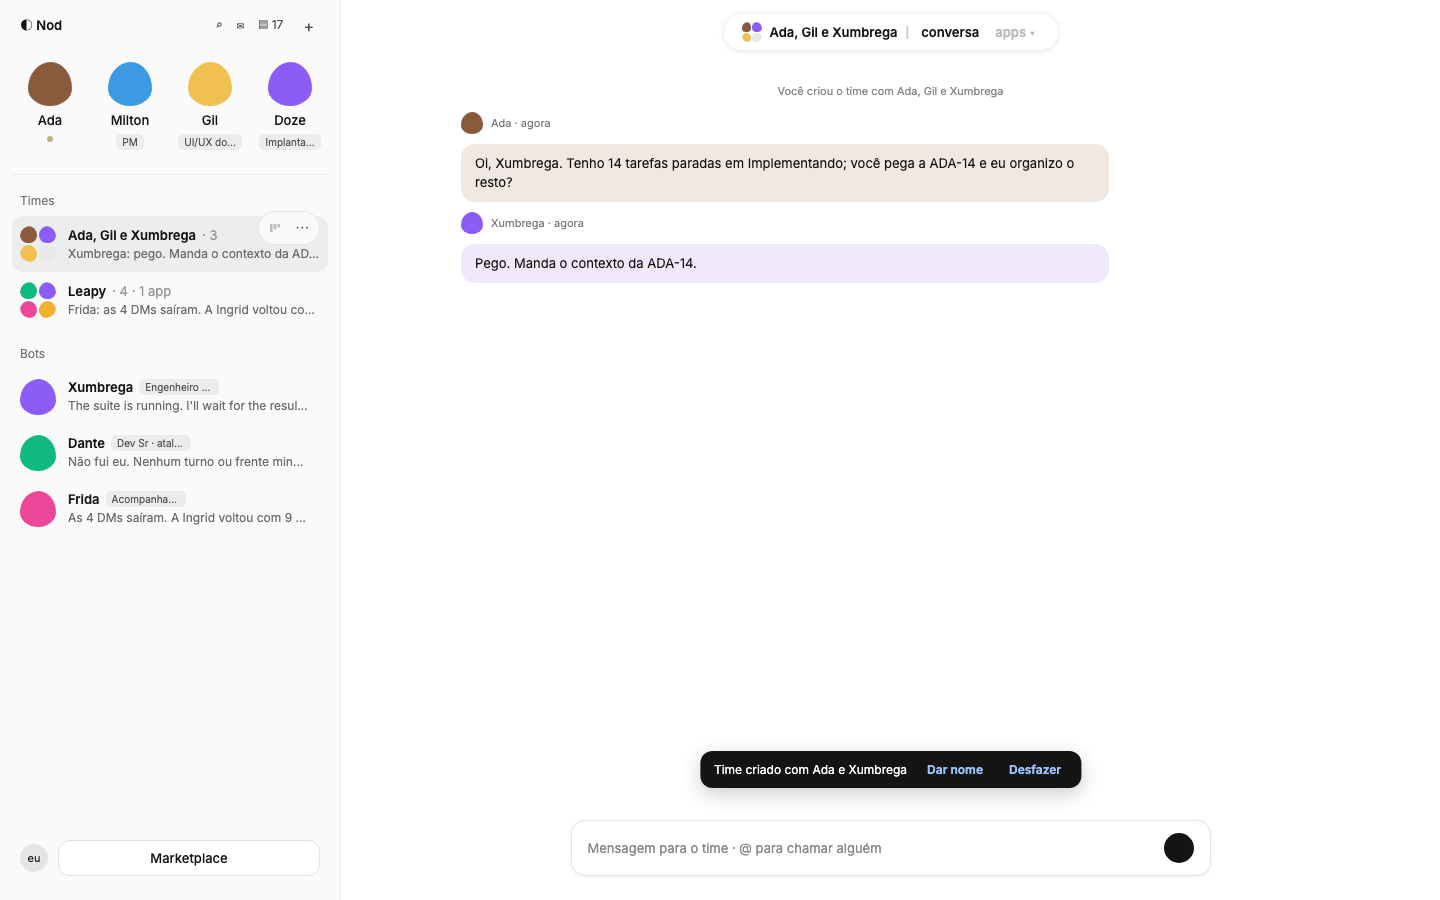 Nod
17
+
Ada
Milton
Gil
Doze
PM
UI/UX do...
Implanta...
Times
Ada, Gil e Xumbrega · 3
Xumbrega: pego. Manda o contexto da AD...
Leapy · 4 · 1 app
Frida: as 4 DMs saíram. A Ingrid voltou co...
Bots
Xumbrega Engenheiro ...
The suite is running. I'll wait for the resul...
Dante Dev Sr · atal...
Não fui eu. Nenhum turno ou frente min...
Frida Acompanha...
As 4 DMs saíram. A Ingrid voltou com 9 ...
eu
Marketplace
Ada, Gil e Xumbrega | conversa apps
Você criou o time com Ada, Gil e Xumbrega
Ada · agora
Oi, Xumbrega. Tenho 14 tarefas paradas em Implementando; você pega a ADA-14 e eu organizo o
resto?
Xumbrega · agora
Pego. Manda o contexto da ADA-14.
Time criado com Ada e Xumbrega Dar nome Desfazer
Mensagem para o time · @ para chamar alguém